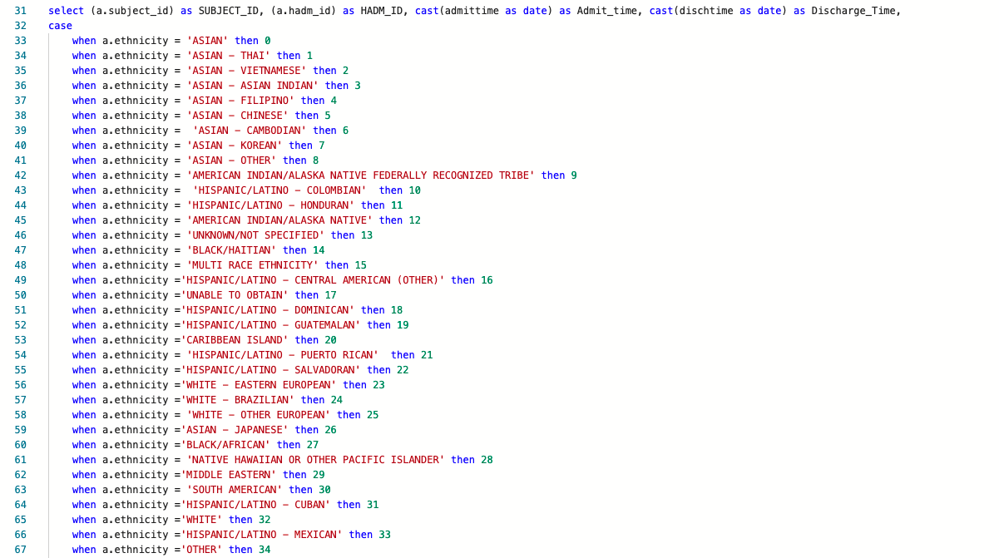 31 select (a.subject_id) as SUBJECT_ID, (a.hadm_id) as HADM_ID, cast(admittime as date) as Admit_time, cast(dischtime as date) as Discharge_Time,
32 case
33 when a.ethnicity = 'ASIAN' then 0
34 when a.ethnicity = 'ASIAN – THAI' then 1
35 when a.ethnicity = 'ASIAN – VIETNAMESE' then 2
36 when a.ethnicity = 'ASIAN – ASIAN INDIAN' then 3
37 when a.ethnicity = 'ASIAN – FILIPINO' then 4
38 when a.ethnicity = 'ASIAN – CHINESE' then 5
39 when a.ethnicity =  'ASIAN – CAMBODIAN' then 6
40 when a.ethnicity = 'ASIAN – KOREAN' then 7
41 when a.ethnicity = 'ASIAN – OTHER' then 8
42 when a.ethnicity = 'AMERICAN INDIAN/ALASKA NATIVE FEDERALLY RECOGNIZED TRIBE' then 9
43 when a.ethnicity =  'HISPANIC/LATINO – COLOMBIAN'  then 10
44 when a.ethnicity = 'HISPANIC/LATINO – HONDURAN' then 11
45 when a.ethnicity = 'AMERICAN INDIAN/ALASKA NATIVE' then 12
46 when a.ethnicity = 'UNKNOWN/NOT SPECIFIED' then 13
47 when a.ethnicity = 'BLACK/HAITIAN' then 14
48 when a.ethnicity = 'MULTI RACE ETHNICITY' then 15
49 when a.ethnicity ='HISPANIC/LATINO – CENTRAL AMERICAN (OTHER)' then 16
50 when a.ethnicity ='UNABLE TO OBTAIN' then 17
51 when a.ethnicity ='HISPANIC/LATINO – DOMINICAN' then 18
52 when a.ethnicity ='HISPANIC/LATINO – GUATEMALAN' then 19
53 when a.ethnicity ='CARIBBEAN ISLAND' then 20
54 when a.ethnicity = 'HISPANIC/LATINO – PUERTO RICAN'  then 21
55 when a.ethnicity ='HISPANIC/LATINO – SALVADORAN' then 22
56 when a.ethnicity ='WHITE – EASTERN EUROPEAN' then 23
57 when a.ethnicity ='WHITE – BRAZILIAN' then 24
58 when a.ethnicity = 'WHITE – OTHER EUROPEAN' then 25
59 when a.ethnicity ='ASIAN – JAPANESE' then 26
60 when a.ethnicity ='BLACK/AFRICAN' then 27
61 when a.ethnicity = 'NATIVE HAWAIIAN OR OTHER PACIFIC ISLANDER' then 28
62 when a.ethnicity ='MIDDLE EASTERN' then 29
63 when a.ethnicity = 'SOUTH AMERICAN' then 30
64 when a.ethnicity ='HISPANIC/LATINO – CUBAN' then 31
65 when a.ethnicity ='WHITE' then 32
66 when a.ethnicity ='HISPANIC/LATINO – MEXICAN' then 33
67 when a.ethnicity ='OTHER' then 34